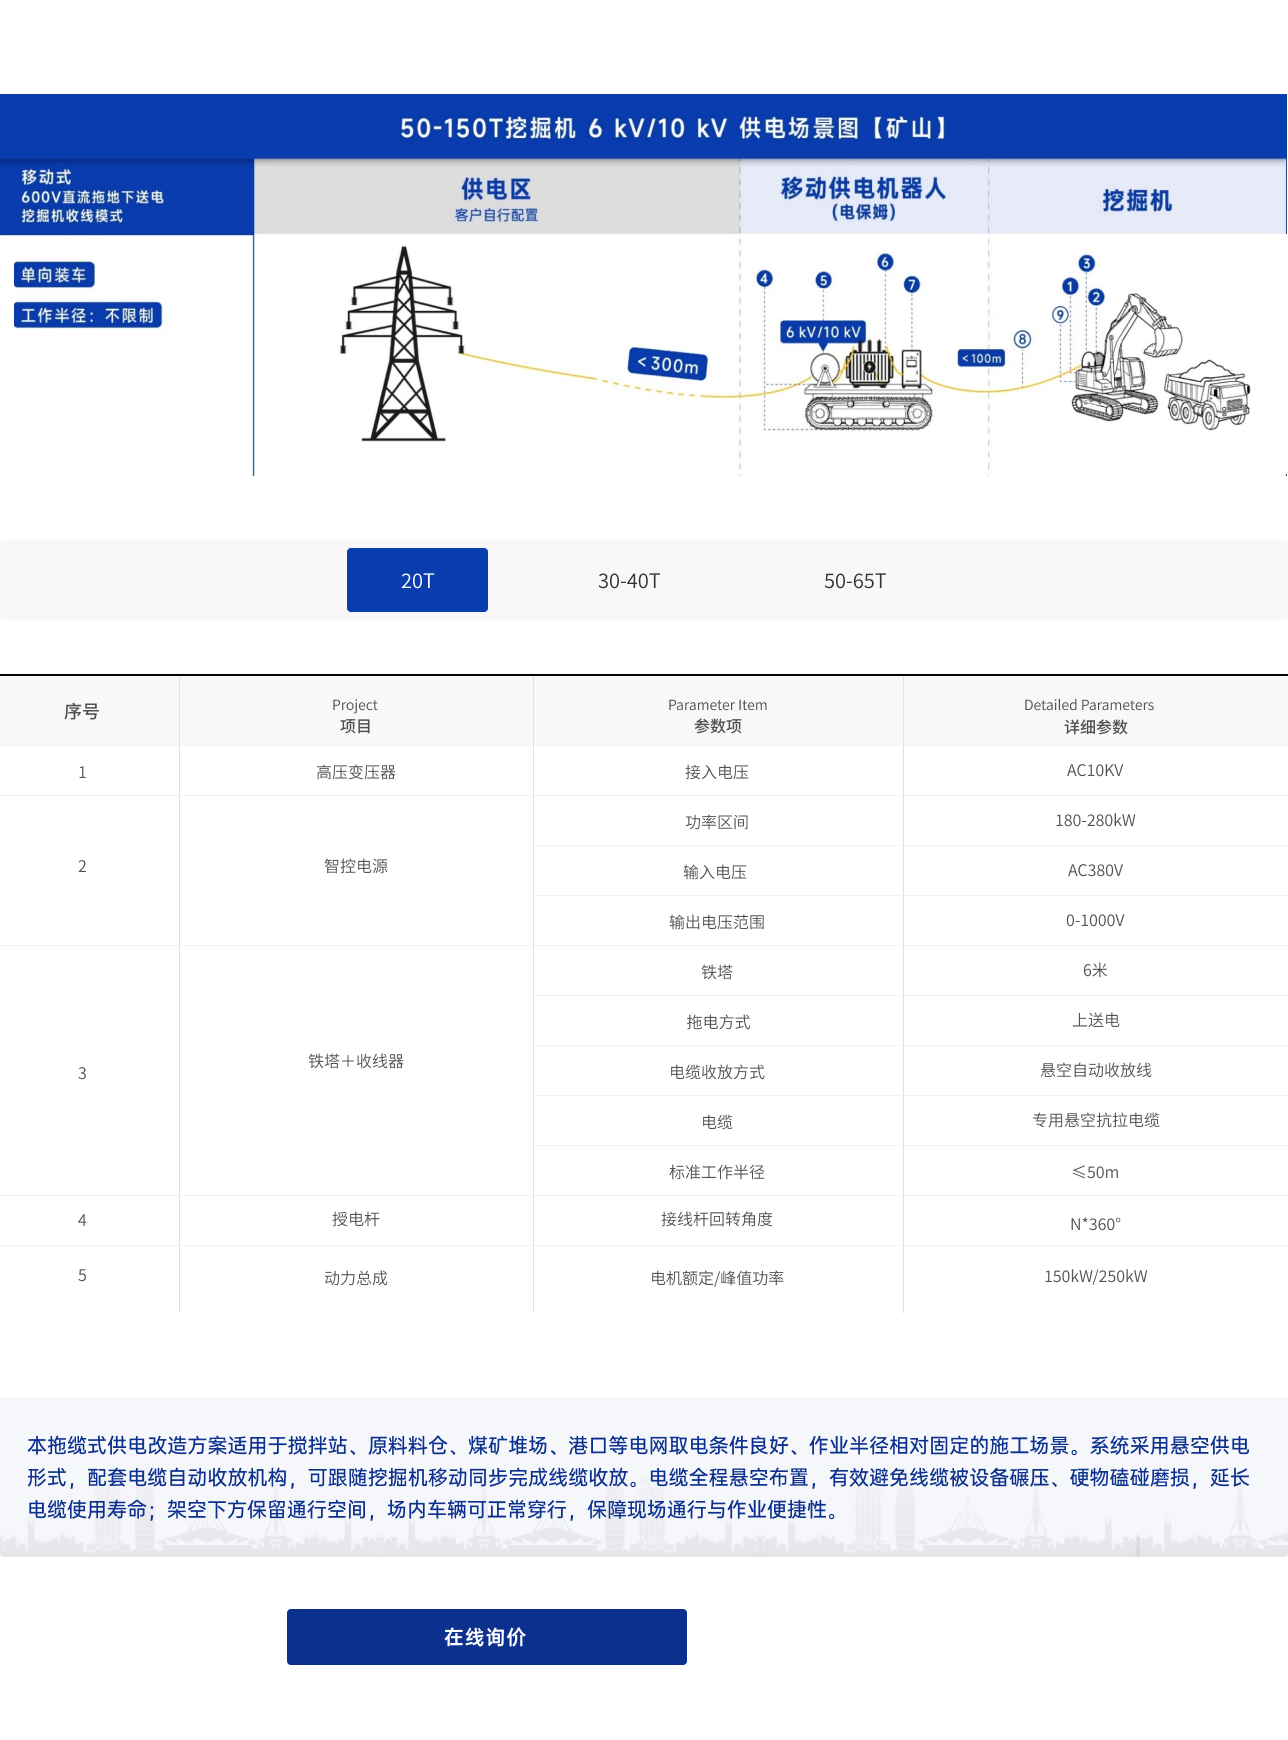 50-150T挖掘机 6 kV/10 kV 供电场景图【矿山】
移动式
600V直流拖地下送电
挖掘机收线模式
供电区
客户自行配置
移动供电机器人
(电保姆)
挖掘机
单向装车
工作半径：不限制
4
5
6
7
6 kV/10 kV
3
1
2
⑨
⑧
<300m
<100m
20T
30-40T
50-65T
序号
Project
项目
Parameter Item
参数项
Detailed Parameters
详细参数
1
高压变压器
接入电压
AC10KV
2
智控电源
功率区间
180-280kW
输入电压
AC380V
输出电压范围
0-1000V
3
铁塔＋收线器
铁塔
6米
拖电方式
上送电
电缆收放方式
悬空自动收放线
电缆
专用悬空抗拉电缆
标准工作半径
≤50m
4
授电杆
接线杆回转角度
N*360°
5
动力总成
电机额定/峰值功率
150kW/250kW
本拖缆式供电改造方案适用于搅拌站、原料料仓、煤矿堆场、港口等电网取电条件良好、作业半径相对固定的施工场景。系统采用悬空供电
形式，配套电缆自动收放机构，可跟随挖掘机移动同步完成线缆收放。电缆全程悬空布置，有效避免线缆被设备碾压、硬物磕碰磨损，延长
电缆使用寿命；架空下方保留通行空间，场内车辆可正常穿行，保障现场通行与作业便捷性。
在线询价